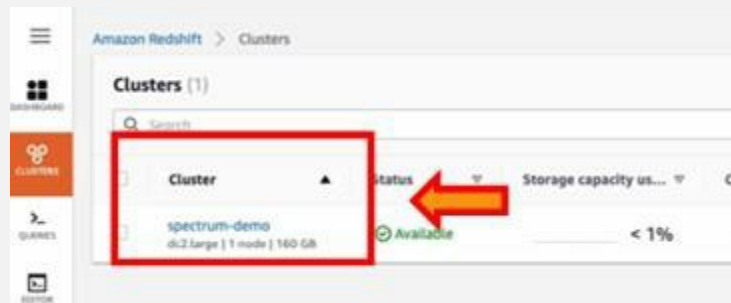 Amazon Redshift > Clusters
DASHBOARD
Clusters (1)
Search
CLUSTERS
Cluster Status Storage capacity us... C
QUERIES
spectrum-demo
dc2.large | 1 node | 160 GB
Available < 1%
EDITOR